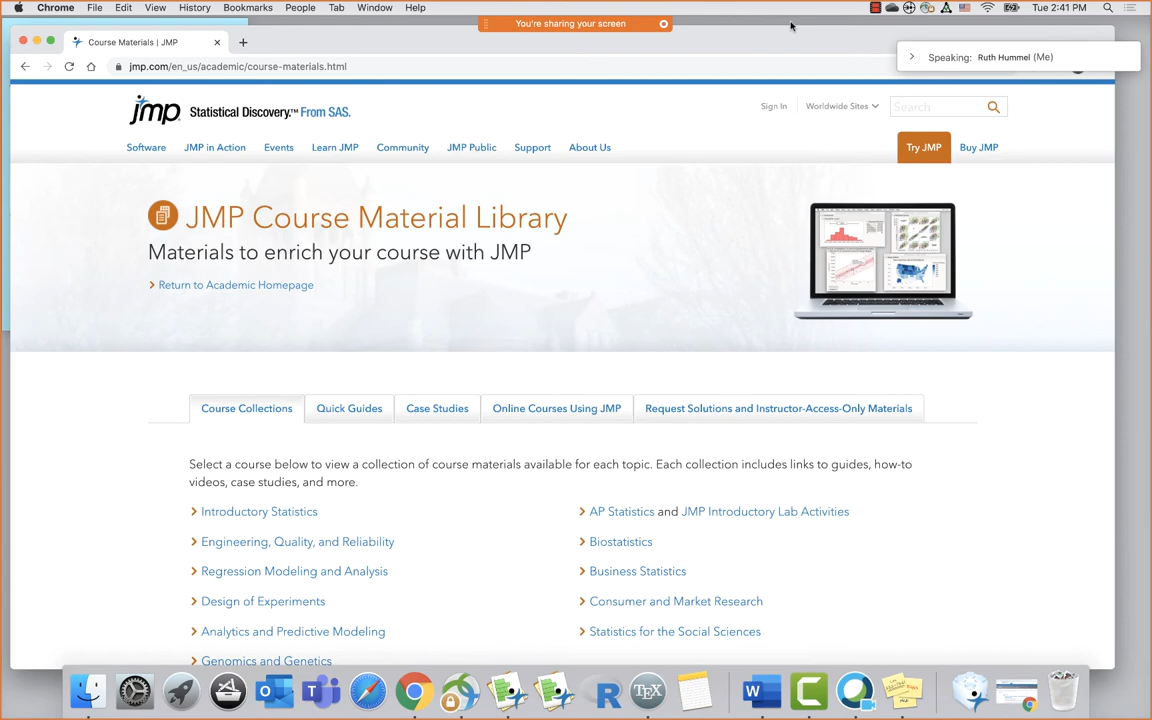 Chrome File Edit View History Bookmarks People Tab Window Help Tue 2:41 PM
You're sharing your screen
Course Materials | JMP
Speaking: Ruth Hummel (Me)
jmp.com/en_us/academic/course-materials.html
jmp Statistical Discovery.™ From SAS.
Sign In Worldwide Sites Search
Software JMP in Action Events Learn JMP Community JMP Public Support About Us Try JMP Buy JMP
JMP Course Material Library
Materials to enrich your course with JMP
Return to Academic Homepage
Course Collections Quick Guides Case Studies Online Courses Using JMP Request Solutions and Instructor-Access-Only Materials
Select a course below to view a collection of course materials available for each topic. Each collection includes links to guides, how-to
videos, case studies, and more.
Introductory Statistics AP Statistics and JMP Introductory Lab Activities
Engineering, Quality, and Reliability Biostatistics
Regression Modeling and Analysis Business Statistics
Design of Experiments Consumer and Market Research
Analytics and Predictive Modeling Statistics for the Social Sciences
Genomics and Genetics